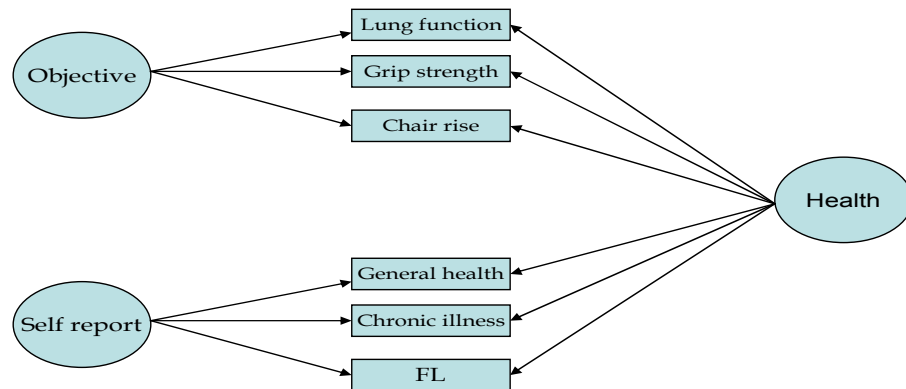 Lung function
Objective
Grip strength
Chair rise
Health
General health
Self report
Chronic illness
FL